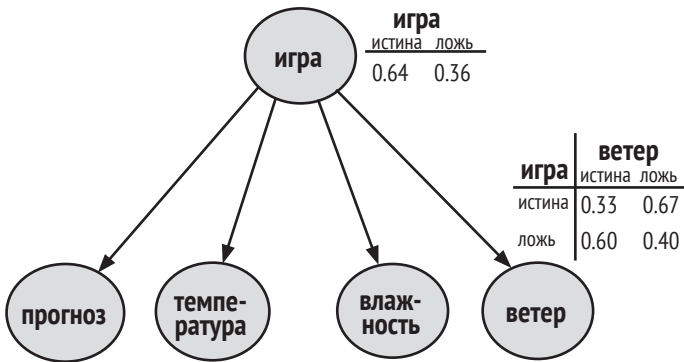 игра
игра
истина ложь
0.64 0.36
ветер
игра истина ложь
истина 0.33 0.67
ложь 0.60 0.40
прогноз
темпе-
ратура
влаж-
ность
ветер